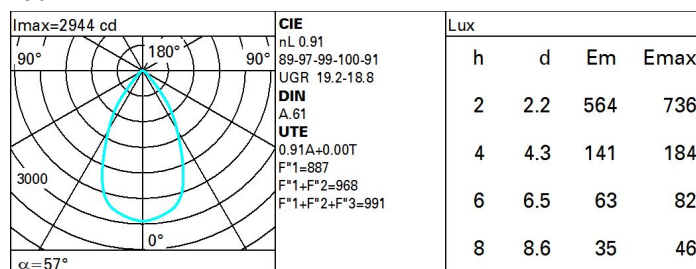 Imax=2944 cd
90° 180° 90°
3000
0°
α=57°
CIE
nL 0.91
89-97-99-100-91
UGR 19.2-18.8
DIN
A.61
UTE
0.91A+0.00T
F"1=887
F"1+F"2=968
F"1+F"2+F"3=991
Lux
h d Em Emax
2 2.2 564 736
4 4.3 141 184
6 6.5 63 82
8 8.6 35 46